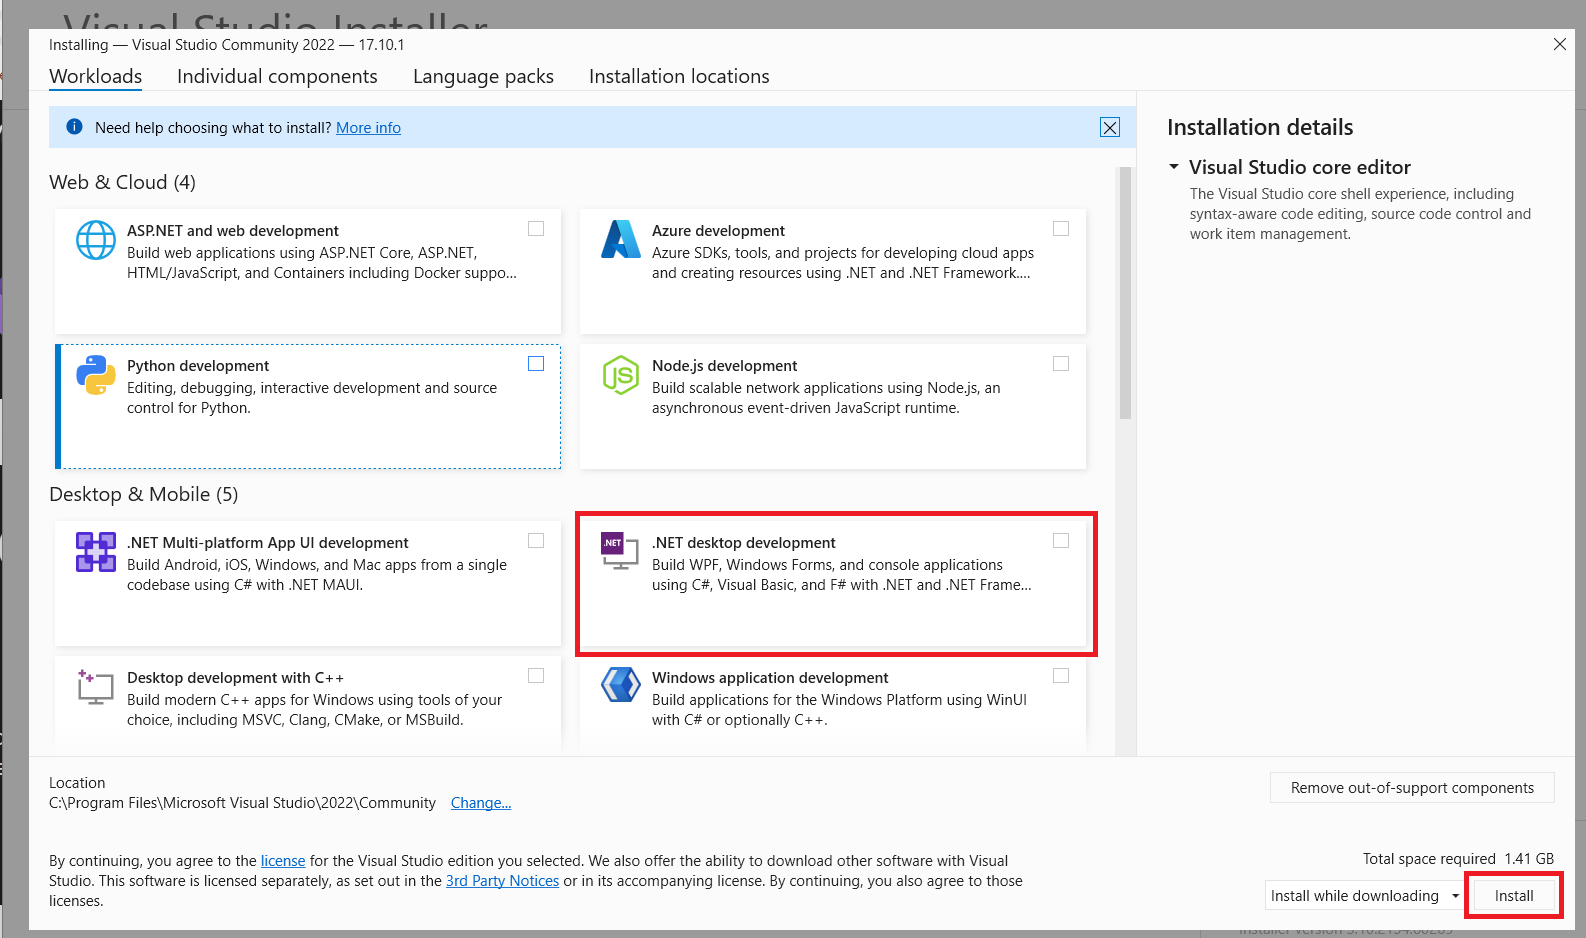 Visual Studio Installer
Installing — Visual Studio Community 2022 — 17.10.1
Workloads Individual components Language packs Installation locations
Need help choosing what to install? More info
Web & Cloud (4)
ASP.NET and web development
Build web applications using ASP.NET Core, ASP.NET,
HTML/JavaScript, and Containers including Docker suppo...
Azure development
Azure SDKs, tools, and projects for developing cloud apps
and creating resources using .NET and .NET Framework....
Python development
Editing, debugging, interactive development and source
control for Python.
JS
Node.js development
Build scalable network applications using Node.js, an
asynchronous event-driven JavaScript runtime.
Desktop & Mobile (5)
.NET Multi-platform App UI development
Build Android, iOS, Windows, and Mac apps from a single
codebase using C# with .NET MAUI.
.NET
.NET desktop development
Build WPF, Windows Forms, and console applications
using C#, Visual Basic, and F# with .NET and .NET Frame...
Desktop development with C++
Build modern C++ apps for Windows using tools of your
choice, including MSVC, Clang, CMake, or MSBuild.
Windows application development
Build applications for the Windows Platform using WinUI
with C# or optionally C++.
Installation details
Visual Studio core editor
The Visual Studio core shell experience, including
syntax-aware code editing, source code control and
work item management.
Location
C:\Program Files\Microsoft Visual Studio\2022\Community Change...
Remove out-of-support components
By continuing, you agree to the license for the Visual Studio edition you selected. We also offer the ability to download other software with Visual
Studio. This software is licensed separately, as set out in the 3rd Party Notices or in its accompanying license. By continuing, you also agree to those
licenses.
Total space required 1.41 GB
Install while downloading
Install